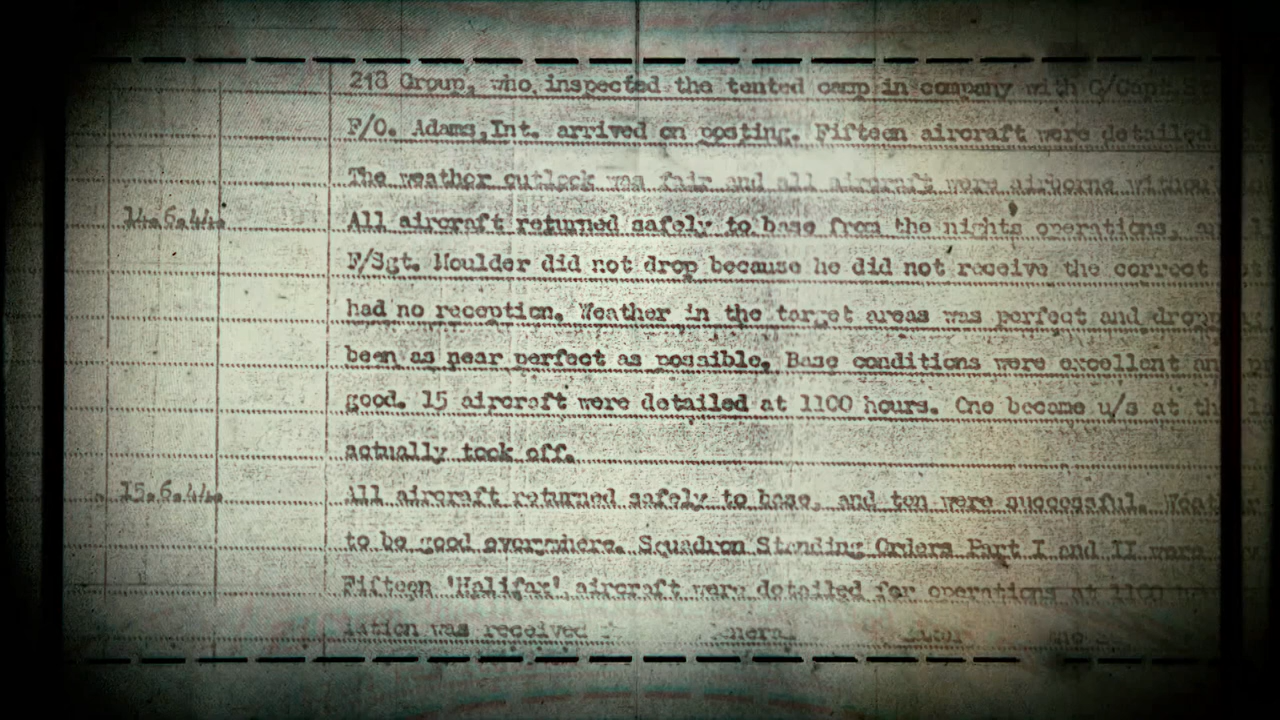 218 Group, who inspected the tented camp in company with G/Capt.
F/O. Adams,Int. arrived on posting. Fifteen aircraft were detailed
The weather outlook was fair and all aircraft were airborne without
14.6.44. All aircraft returned safely to base from the nights operations,
F/Sgt. Moulder did not drop because he did not receive the correct
had no reception. Weather in the target areas was perfect and dropping
been as near perfect as possible. Base conditions were excellent
good. 15 aircraft were detailed at 1100 hours. One became u/s at the
actually took off.
15.6.44. All aircraft returned safely to base, and ten were successful. Weather
to be good everywhere. Squadron Standing Orders Part I and II were
Fifteen 'Halifax' aircraft were detailed for operations at 1100
was received